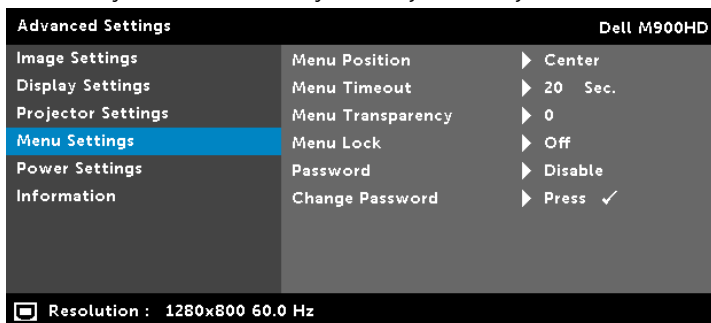 Advanced Settings Dell M900HD
Image Settings
Display Settings
Projector Settings
Menu Settings
Power Settings
Information
Menu Position Center
Menu Timeout 20 Sec.
Menu Transparency 0
Menu Lock Off
Password Disable
Change Password Press ✓
Resolution : 1280x800 60.0 Hz